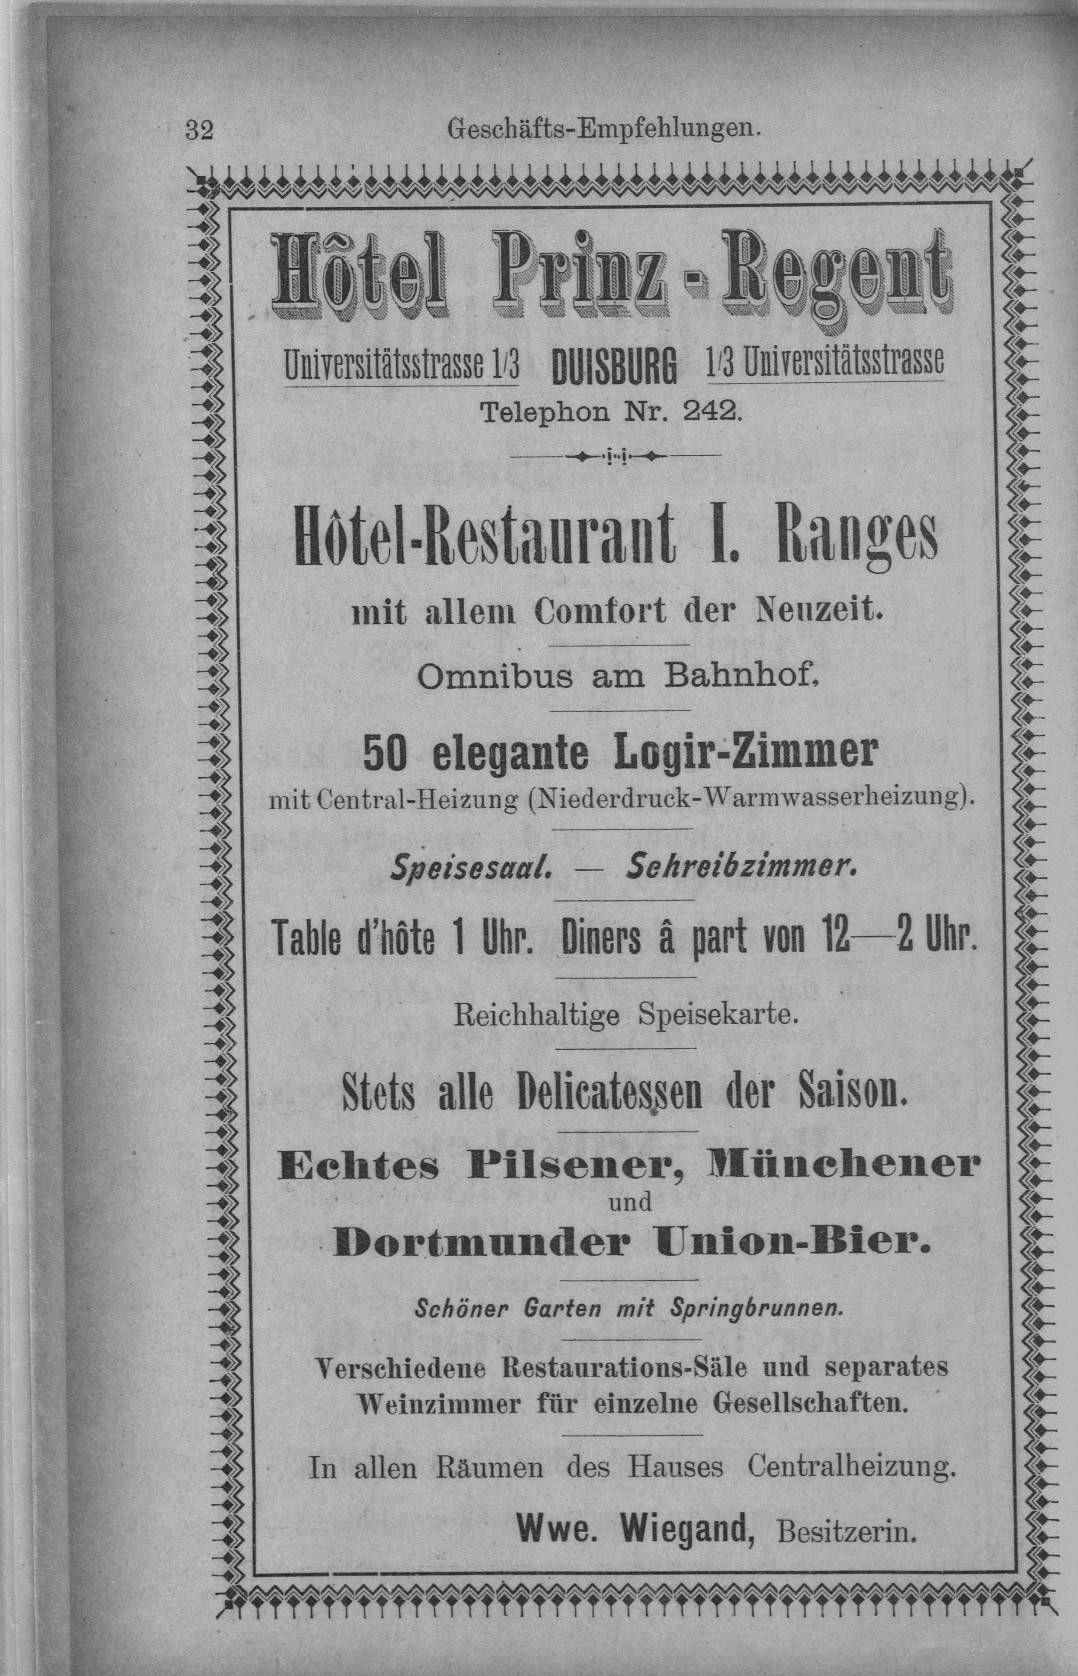 32
Geschäfts-Empfehlungen.
Hôtel Prinz-Regent
Universitätsstrasse 1/3 DUISBURG 1/3 Universitätsstrasse
Telephon Nr. 242.
Hôtel-Restaurant I. Ranges
mit allem Comfort der Neuzeit.
Omnibus am Bahnhof.
50 elegante Logir-Zimmer
mit Central-Heizung (Niederdruck-Warmwasserheizung).
Speisesaal. — Schreibzimmer.
Table d'hôte 1 Uhr. Diners â part von 12—2 Uhr.
Reichhaltige Speisekarte.
Stets alle Delicatessen der Saison.
Echtes Pilsener, Münchener
und
Dortmunder Union-Bier.
Schöner Garten mit Springbrunnen.
Verschiedene Restaurations-Säle und separates
Weinzimmer für einzelne Gesellschaften.
In allen Räumen des Hauses Centralheizung.
Wwe. Wiegand, Besitzerin.